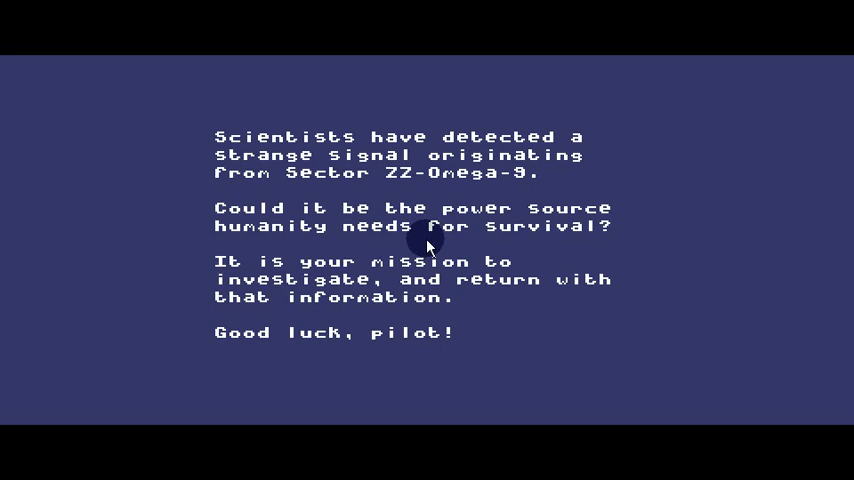 Scientists have detected a
strange signal originating
from Sector ZZ-Omega-9.
Could it be the power source
humanity needs for survival?
It is your mission to
investigate, and return with
that information.
Good luck, pilot!